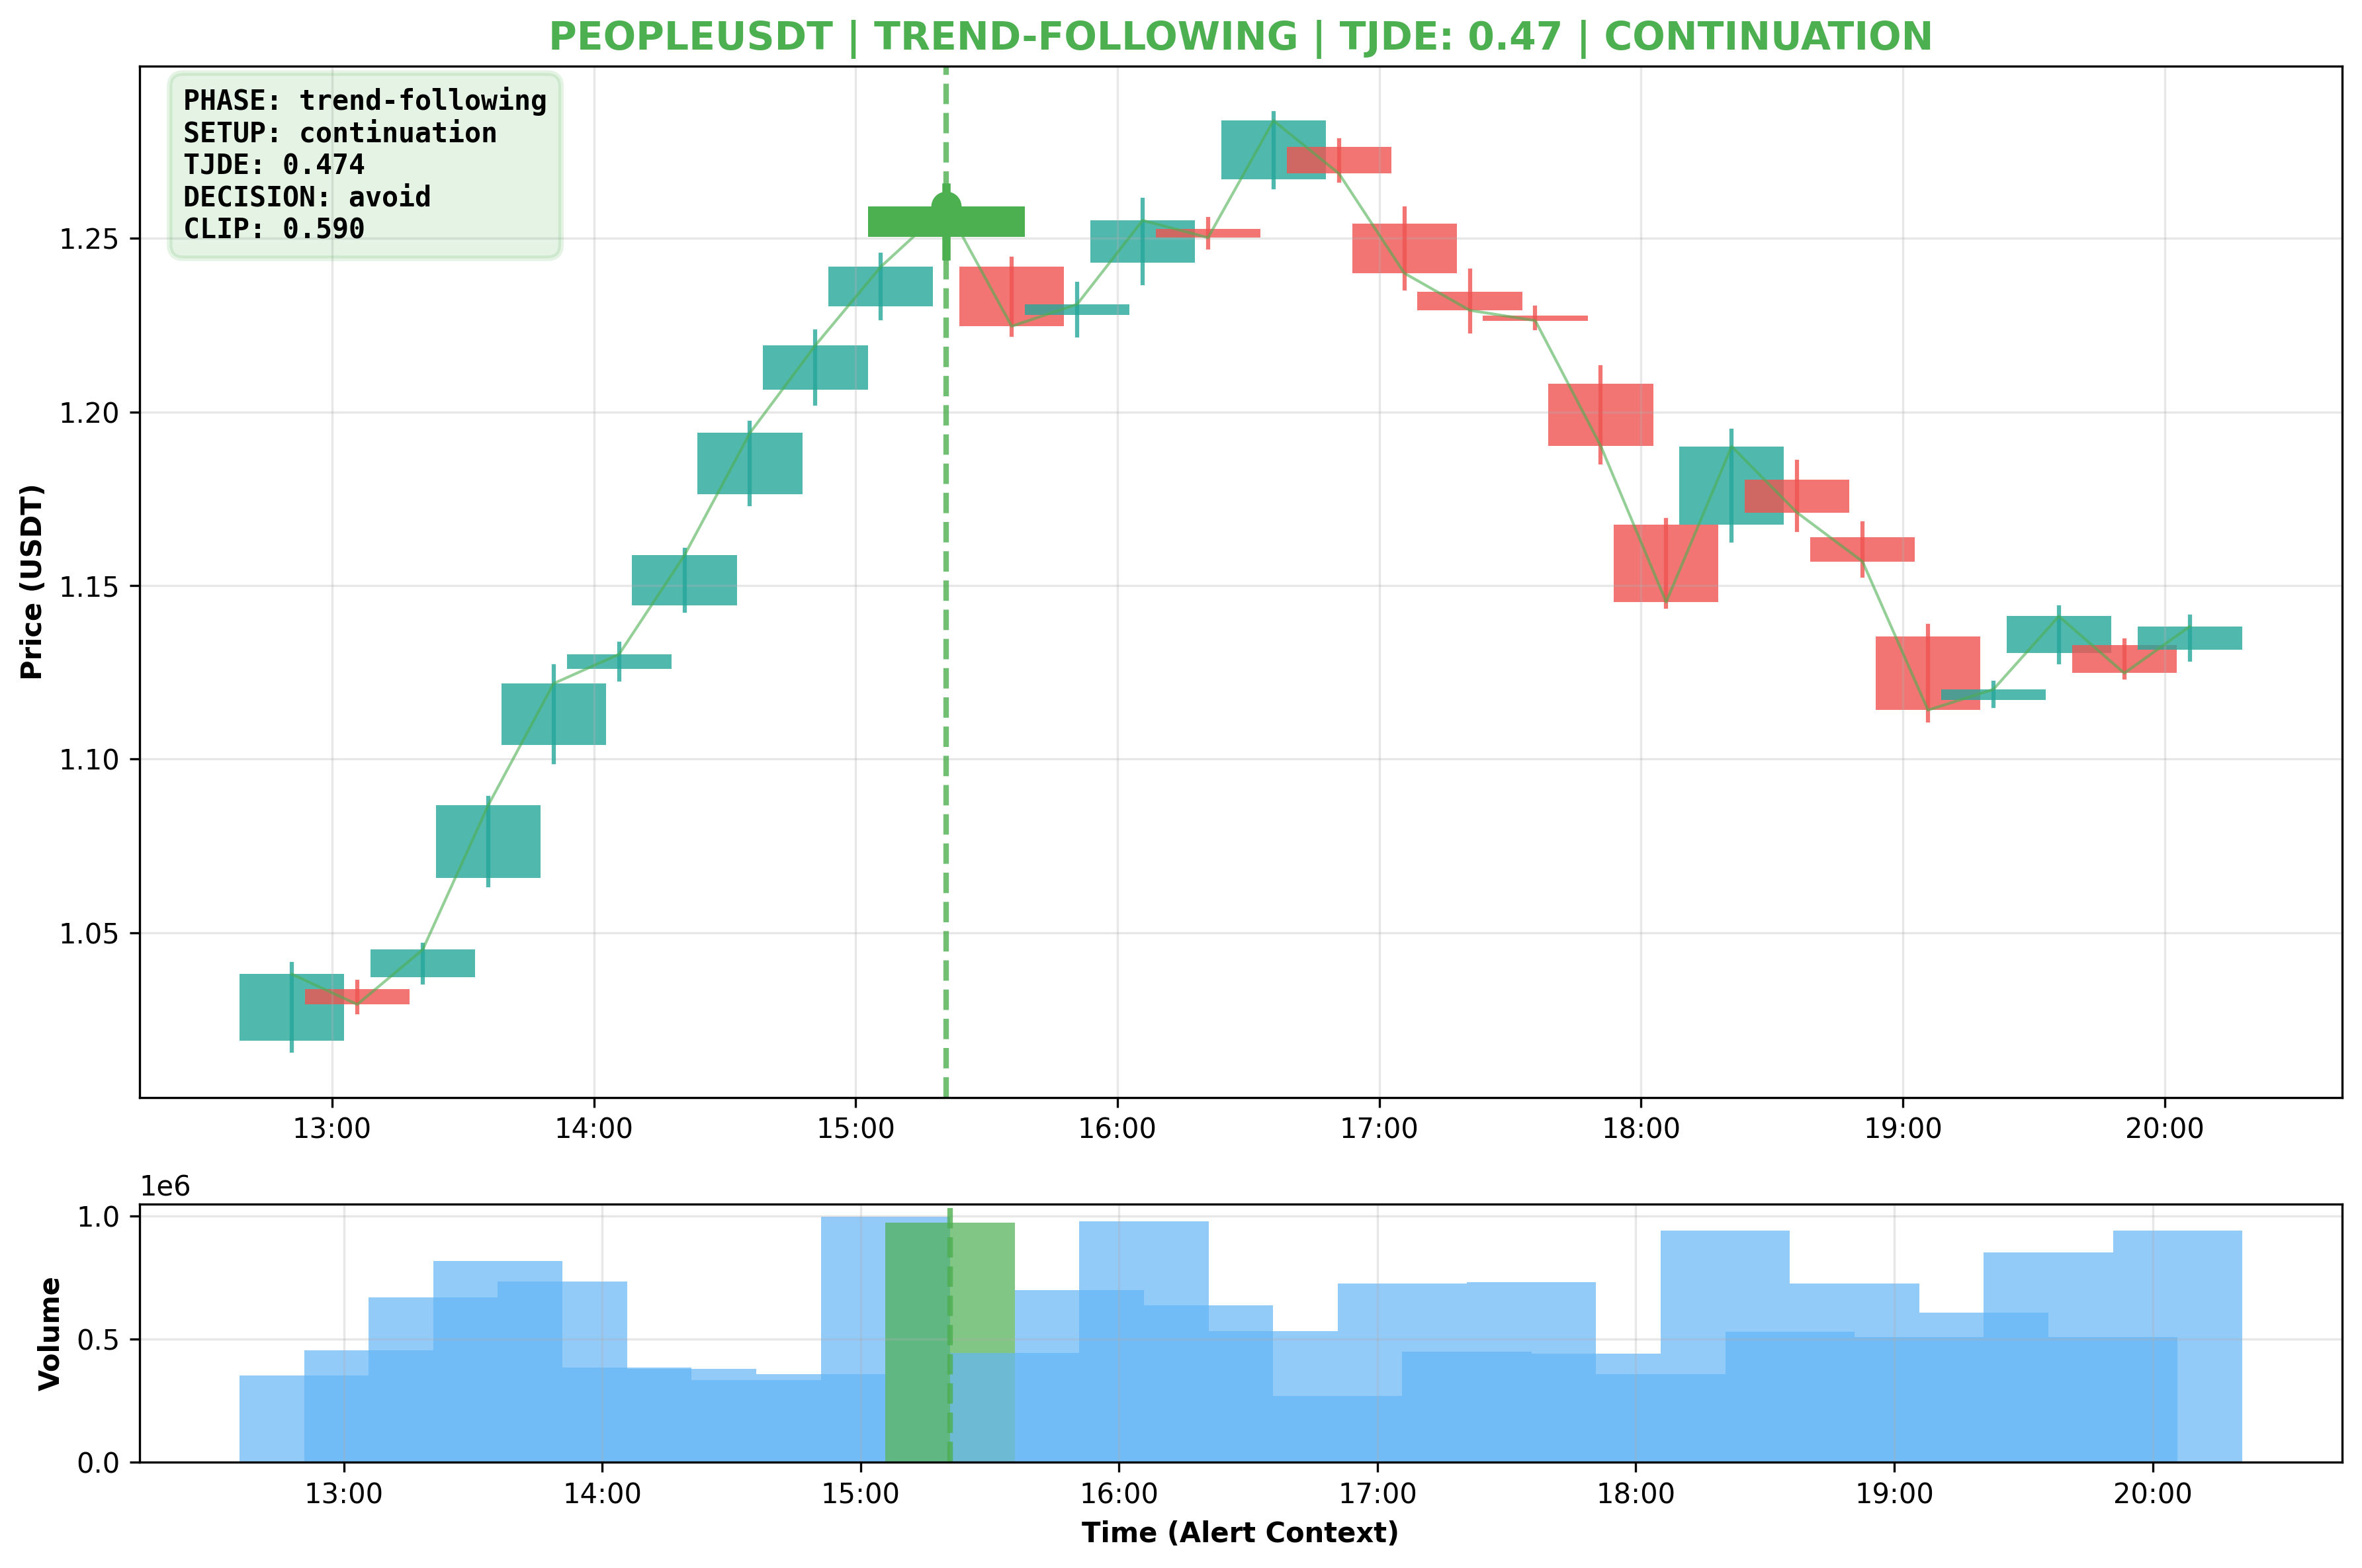 PEOPLEUSDT | TREND-FOLLOWING | TJDE: 0.47 | CONTINUATION
PHASE: trend-following
SETUP: continuation
TJDE: 0.474
DECISION: avoid
CLIP: 0.590
Price (USDT)
1.25
1.20
1.15
1.10
1.05
13:00 14:00 15:00 16:00 17:00 18:00 19:00 20:00
1e6
Volume
1.0
0.5
0.0
13:00 14:00 15:00 16:00 17:00 18:00 19:00 20:00
Time (Alert Context)